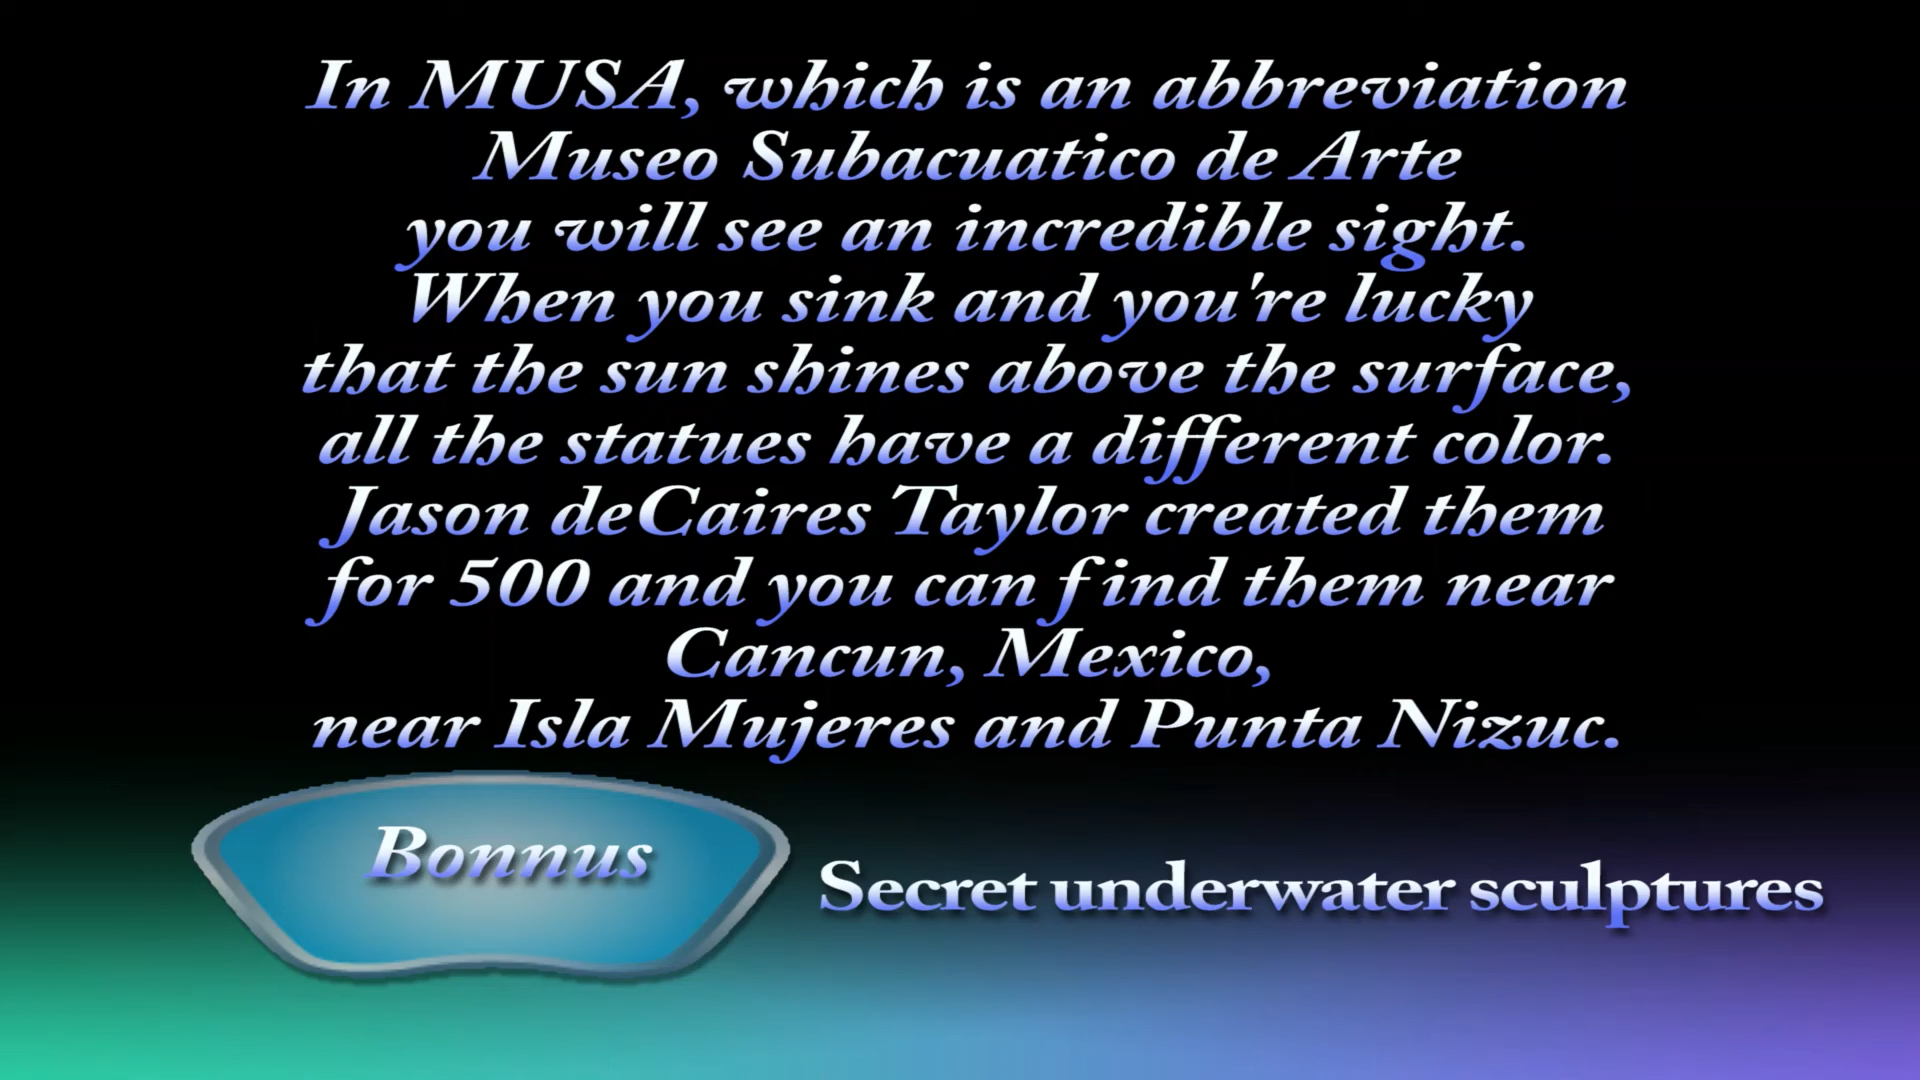 In MUSA, which is an abbreviation
Museo Subacuatico de Arte
you will see an incredible sight.
When you sink and you're lucky
that the sun shines above the surface,
all the statues have a different color.
Jason deCaires Taylor created them
for 500 and you can find them near
Cancun, Mexico,
near Isla Mujeres and Punta Nizuc.
Bonnus
Secret underwater sculptures